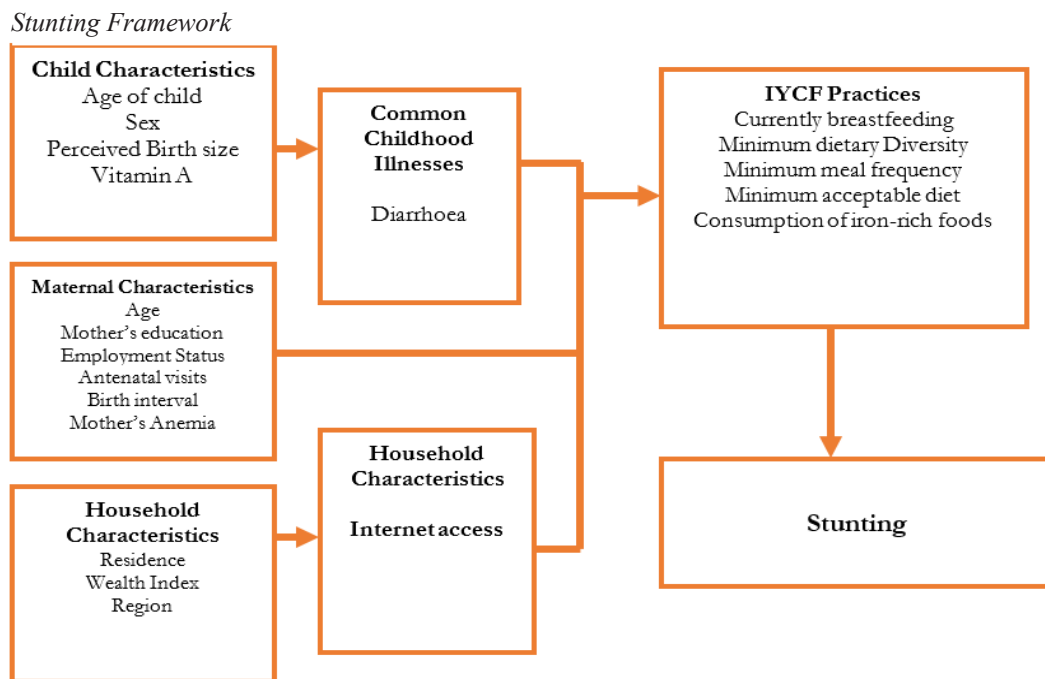 Stunting Framework
Child Characteristics
Age of child
Sex
Perceived Birth size
Vitamin A
Common
Childhood
Illnesses
Diarrhoea
IYCF Practices
Currently breastfeeding
Minimum dietary Diversity
Minimum meal frequency
Minimum acceptable diet
Consumption of iron-rich foods
Maternal Characteristics
Age
Mother's education
Employment Status
Antenatal visits
Birth interval
Mother's Anemia
Household
Characteristics
Internet access
Household
Characteristics
Residence
Wealth Index
Region
Stunting